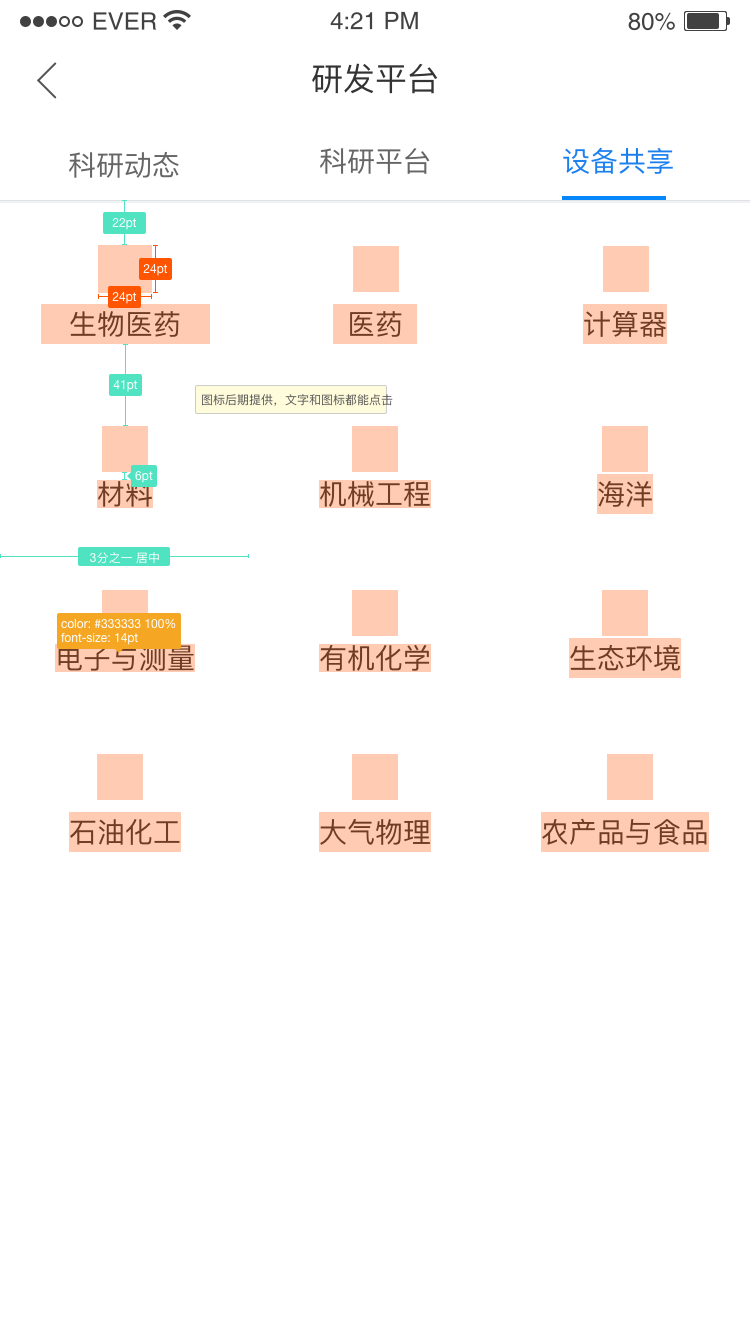 EVER 4:21 PM 80%
研发平台
科研动态 科研平台 设备共享
22pt
24pt
24pt
生物医药 医药 计算器
41pt
图标后期提供，文字和图标都能点击
6pt
材料 机械工程 海洋
3分之一 居中
color: #333333 100%
font-size: 14pt
电子与测量 有机化学 生态环境
石油化工 大气物理 农产品与食品